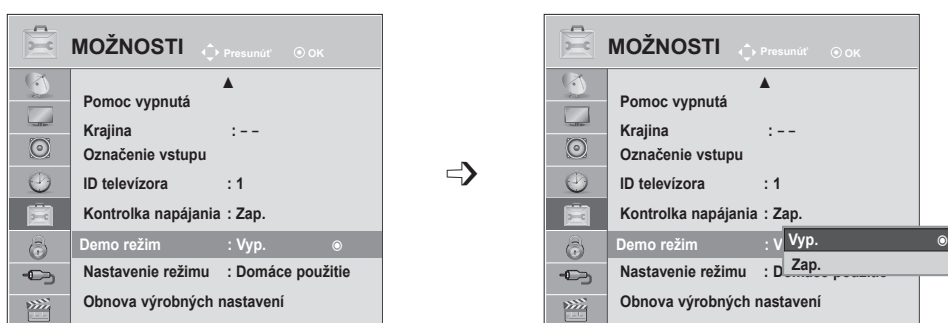 MOŽNOSTI Presunúť OK
Pomoc vypnutá
Krajina : – –
Označenie vstupu
ID televízora : 1
Kontrolka napájania : Zap.
Demo režim : Vyp.
Nastavenie režimu : Domáce použitie
Obnova výrobných nastavení
MOŽNOSTI Presunúť OK
Pomoc vypnutá
Krajina : – –
Označenie vstupu
ID televízora : 1
Kontrolka napájania : Zap.
Demo režim : V Vyp.
Zap.
Nastavenie režimu : Domáce použitie
Obnova výrobných nastavení